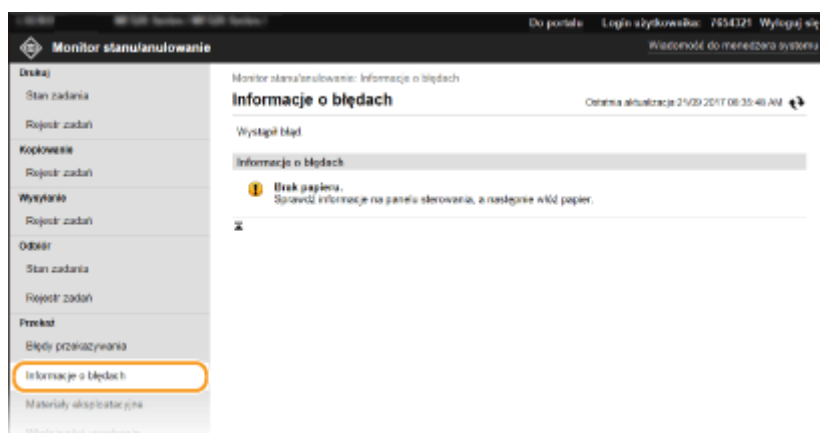 Do portalu Login użytkownika: 7654321 Wyloguj się
Monitor stanu/anulowanie
Wiadomość do menedżera systemu
Drukuj
Stan zadania
Rejestr zadań
Kopiowanie
Rejestr zadań
Wysyłanie
Rejestr zadań
Odbiór
Stan zadania
Rejestr zadań
Przekaż
Błędy przekazywania
Informacje o błędach
Materiały eksploatacyjne
Monitor stanu/anulowanie: Informacje o błędach
Informacje o błędach
Ostatnia aktualizacja 21/09 2017 08:35:46 AM
Wystąpił błąd.
Informacje o błędach
Brak papieru.
Sprawdź informacje na panelu sterowania, a następnie włóż papier.